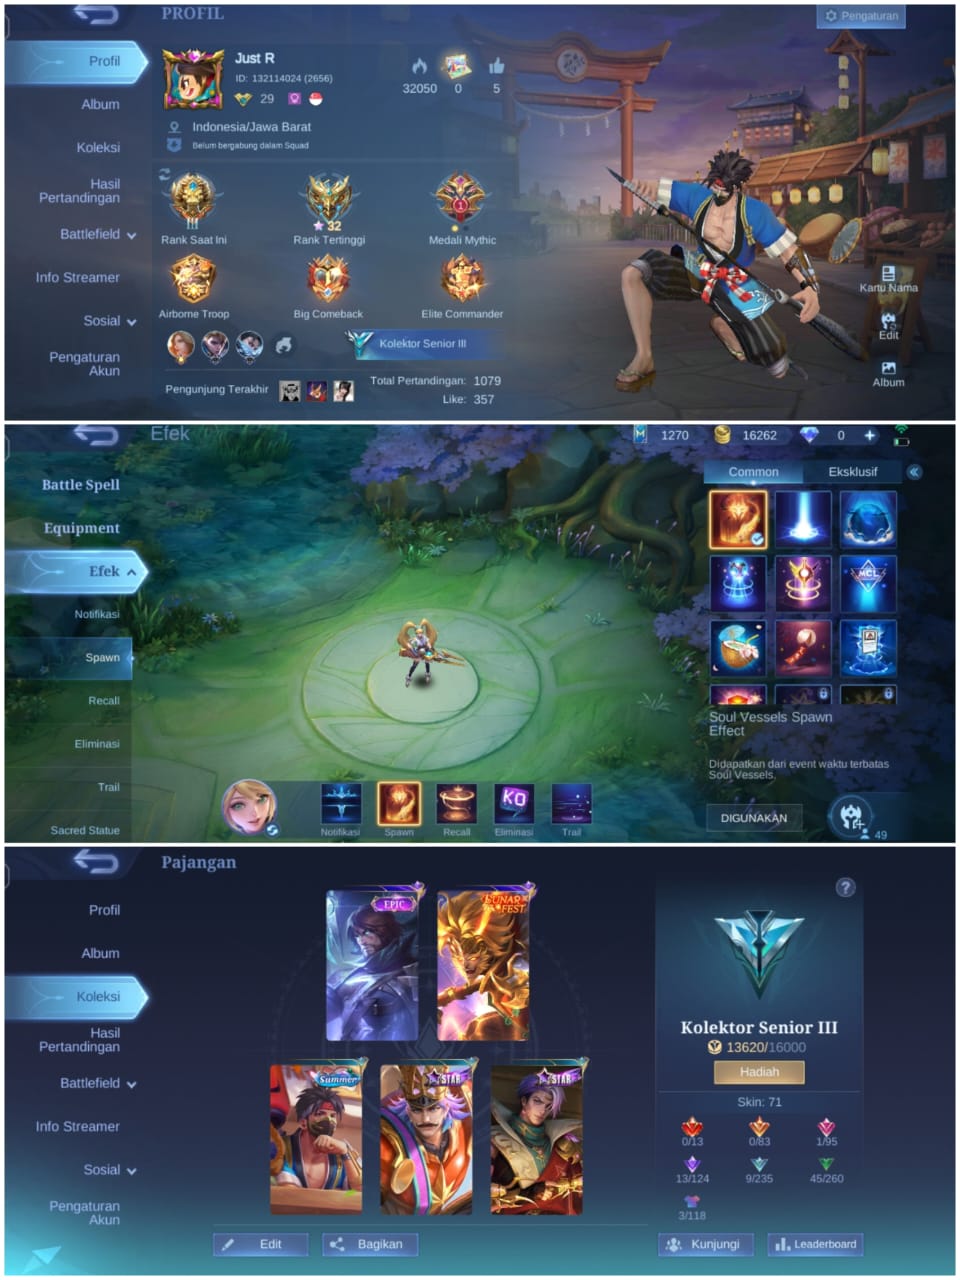 PROFIL
Pengaturan
Profil
Album
Koleksi
Hasil
Pertandingan
Battlefield
Info Streamer
Sosial
Pengaturan
Akun
Just R
ID: 132114024 (2656)
29
32050
0
5
Indonesia/Jawa Barat
Belum bergabung dalam Squad
III
32
1
Rank Saat Ini
Rank Tertinggi
Medali Mythic
Airborne Troop
Big Comeback
Elite Commander
Kolektor Senior III
Pengunjung Terakhir
Total Pertandingan: 1079
Like: 357
Kartu Nama
Edit
Album
Efek
1270
16262
0
Battle Spell
Equipment
Efek
Notifikasi
Spawn
Recall
Eliminasi
Trail
Sacred Statue
Common
Eksklusif
MCL
Soul Vessels Spawn
Effect
Didapatkan dari event waktu terbatas
Soul Vessels.
DIGUNAKAN
49
KO
Notifikasi
Spawn
Recall
Eliminasi
Trail
Pajangan
Profil
Album
Koleksi
Hasil
Pertandingan
Battlefield
Info Streamer
Sosial
Pengaturan
Akun
EPIC
LUNAR
FEST
Summer
STAR
STAR
?
Kolektor Senior III
13620/16000
Hadiah
Skin: 71
0/13
0/83
1/95
13/124
9/235
45/260
3/118
Edit
Bagikan
Kunjungi
Leaderboard